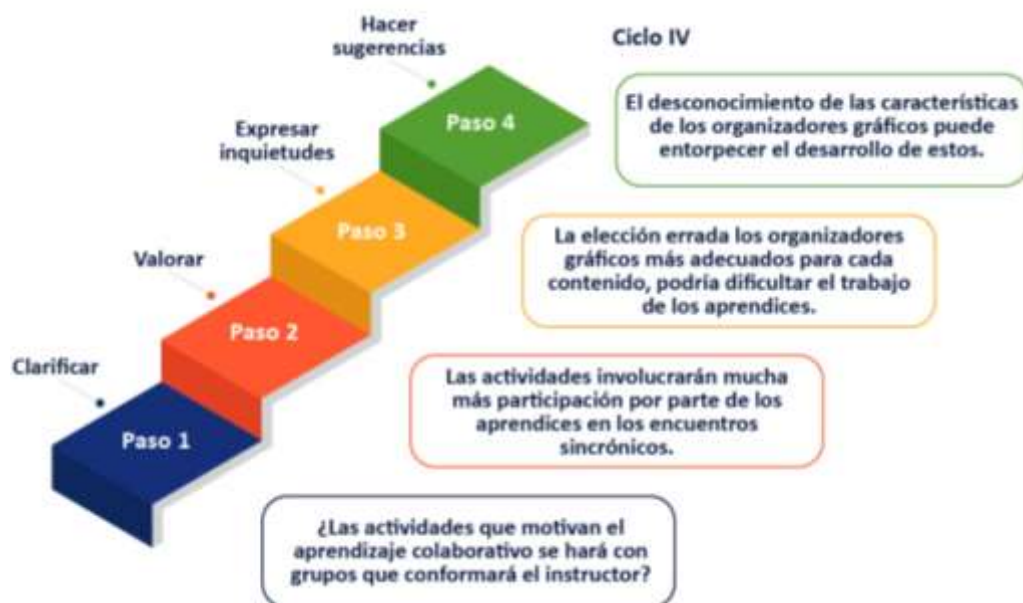 Ciclo IV
Hacer
sugerencias
Paso 4
El desconocimiento de las características
de los organizadores gráficos puede
entorpecer el desarrollo de estos.
Expresar
inquietudes
Paso 3
La elección errada los organizadores
gráficos más adecuados para cada
contenido, podría dificultar el trabajo
de los aprendices.
Valorar
Paso 2
Las actividades involucrarán mucha
más participación por parte de los
aprendices en los encuentros
sincrónicos.
Clarificar
Paso 1
¿Las actividades que motivan el
aprendizaje colaborativo se hará con
grupos que conformará el instructor?